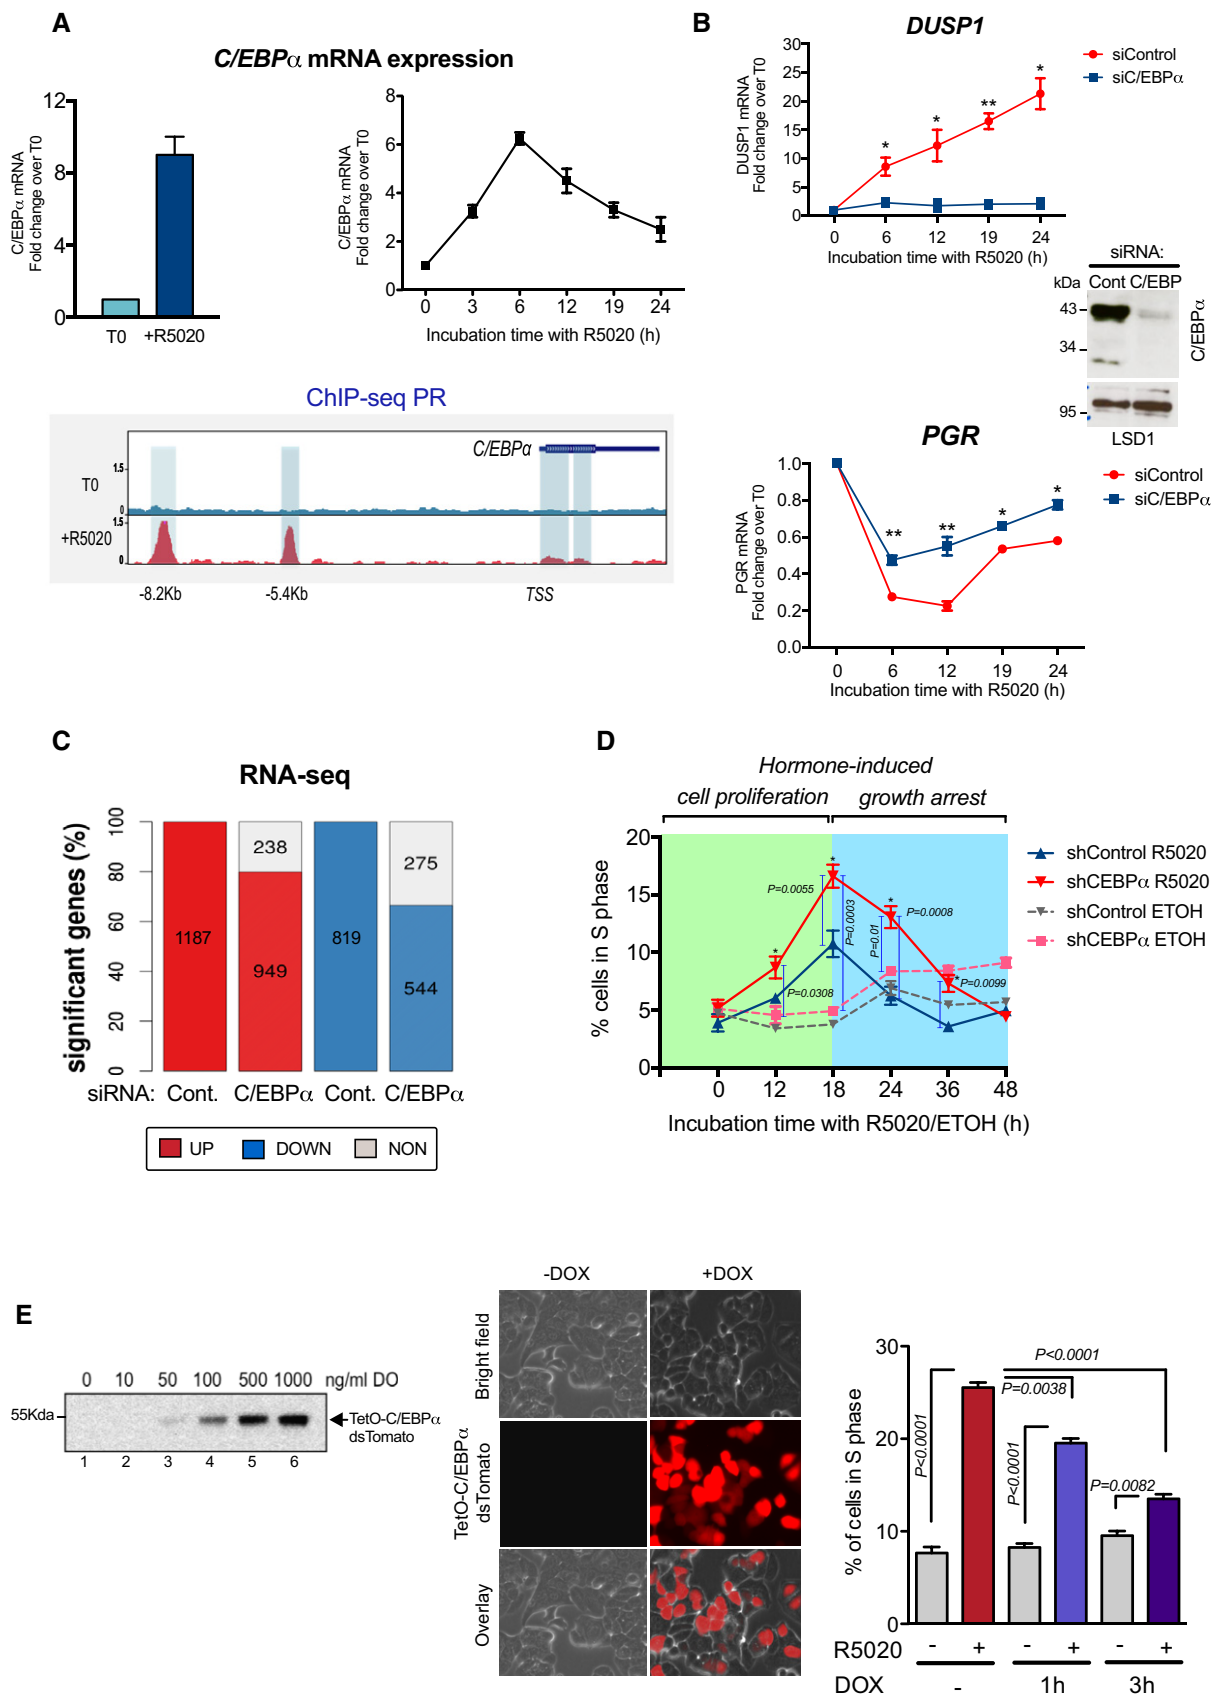 A
C/EBPα mRNA expression
C/EBPα mRNA
Fold change over T0
12
8
4
0
T0
+R5020
C/EBPα mRNA
Fold change over T0
8
6
4
2
0
0 3 6 12 19 24
Incubation time with R5020 (h)
ChIP-seq PR
C/EBPα
T0
1.5
0
+R5020
1.5
0
-8.2Kb
-5.4Kb
TSS
B
DUSP1
DUSP1 mRNA
Fold change over T0
30
25
20
15
10
5
0
* * ** *
0 6 12 19 24
Incubation time with R5020 (h)
siControl
siC/EBPα
siRNA:
kDa Cont C/EBP
43
34
95
C/EBPα
LSD1
PGR
PGR mRNA
Fold change over T0
1.0
0.8
0.6
0.4
0.2
0.0
** ** * *
0 6 12 19 24
Incubation time with R5020 (h)
siControl
siC/EBPα
C
RNA-seq
significant genes (%)
100
80
60
40
20
0
1187
238
949
819
275
544
siRNA: Cont. C/EBPα Cont. C/EBPα
UP DOWN NON
D
Hormone-induced
cell proliferation growth arrest
% cells in S phase
20
15
10
5
0
* * * *
P=0.0055
P=0.0003
P=0.0308
P=0.01
P=0.0008
P=0.0099
0 12 18 24 36 48
Incubation time with R5020/ETOH (h)
shControl R5020
shCEBPα R5020
shControl ETOH
shCEBPα ETOH
E
0 10 50 100 500 1000 ng/ml DO
55Kda
TetO-C/EBPα
dsTomato
1 2 3 4 5 6
-DOX +DOX
Bright field
TetO-C/EBPα
dsTomato
Overlay
% of cells in S phase
30
20
10
0
P<0.0001
P<0.0001
P=0.0038
P<0.0001
P=0.0082
R5020 - + - + - +
DOX - 1h 3h